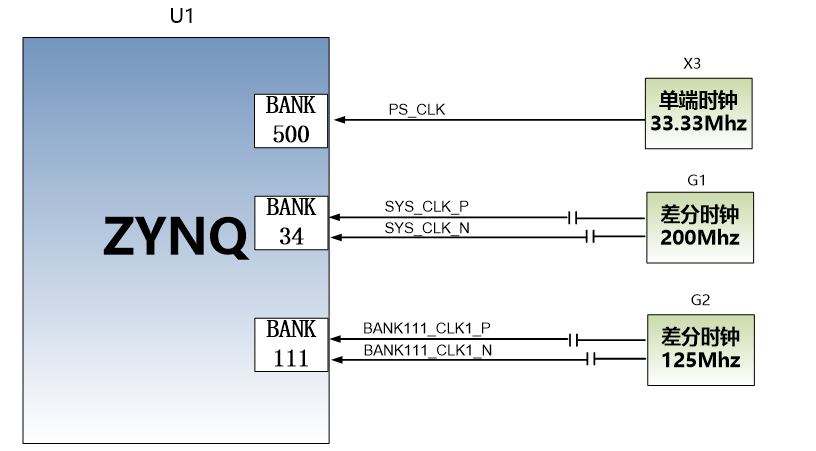 U1
ZYNQ
BANK
500
PS_CLK
X3
单端时钟
33.33Mhz
BANK
34
SYS_CLK_P
SYS_CLK_N
G1
差分时钟
200Mhz
BANK
111
BANK111_CLK1_P
BANK111_CLK1_N
G2
差分时钟
125Mhz